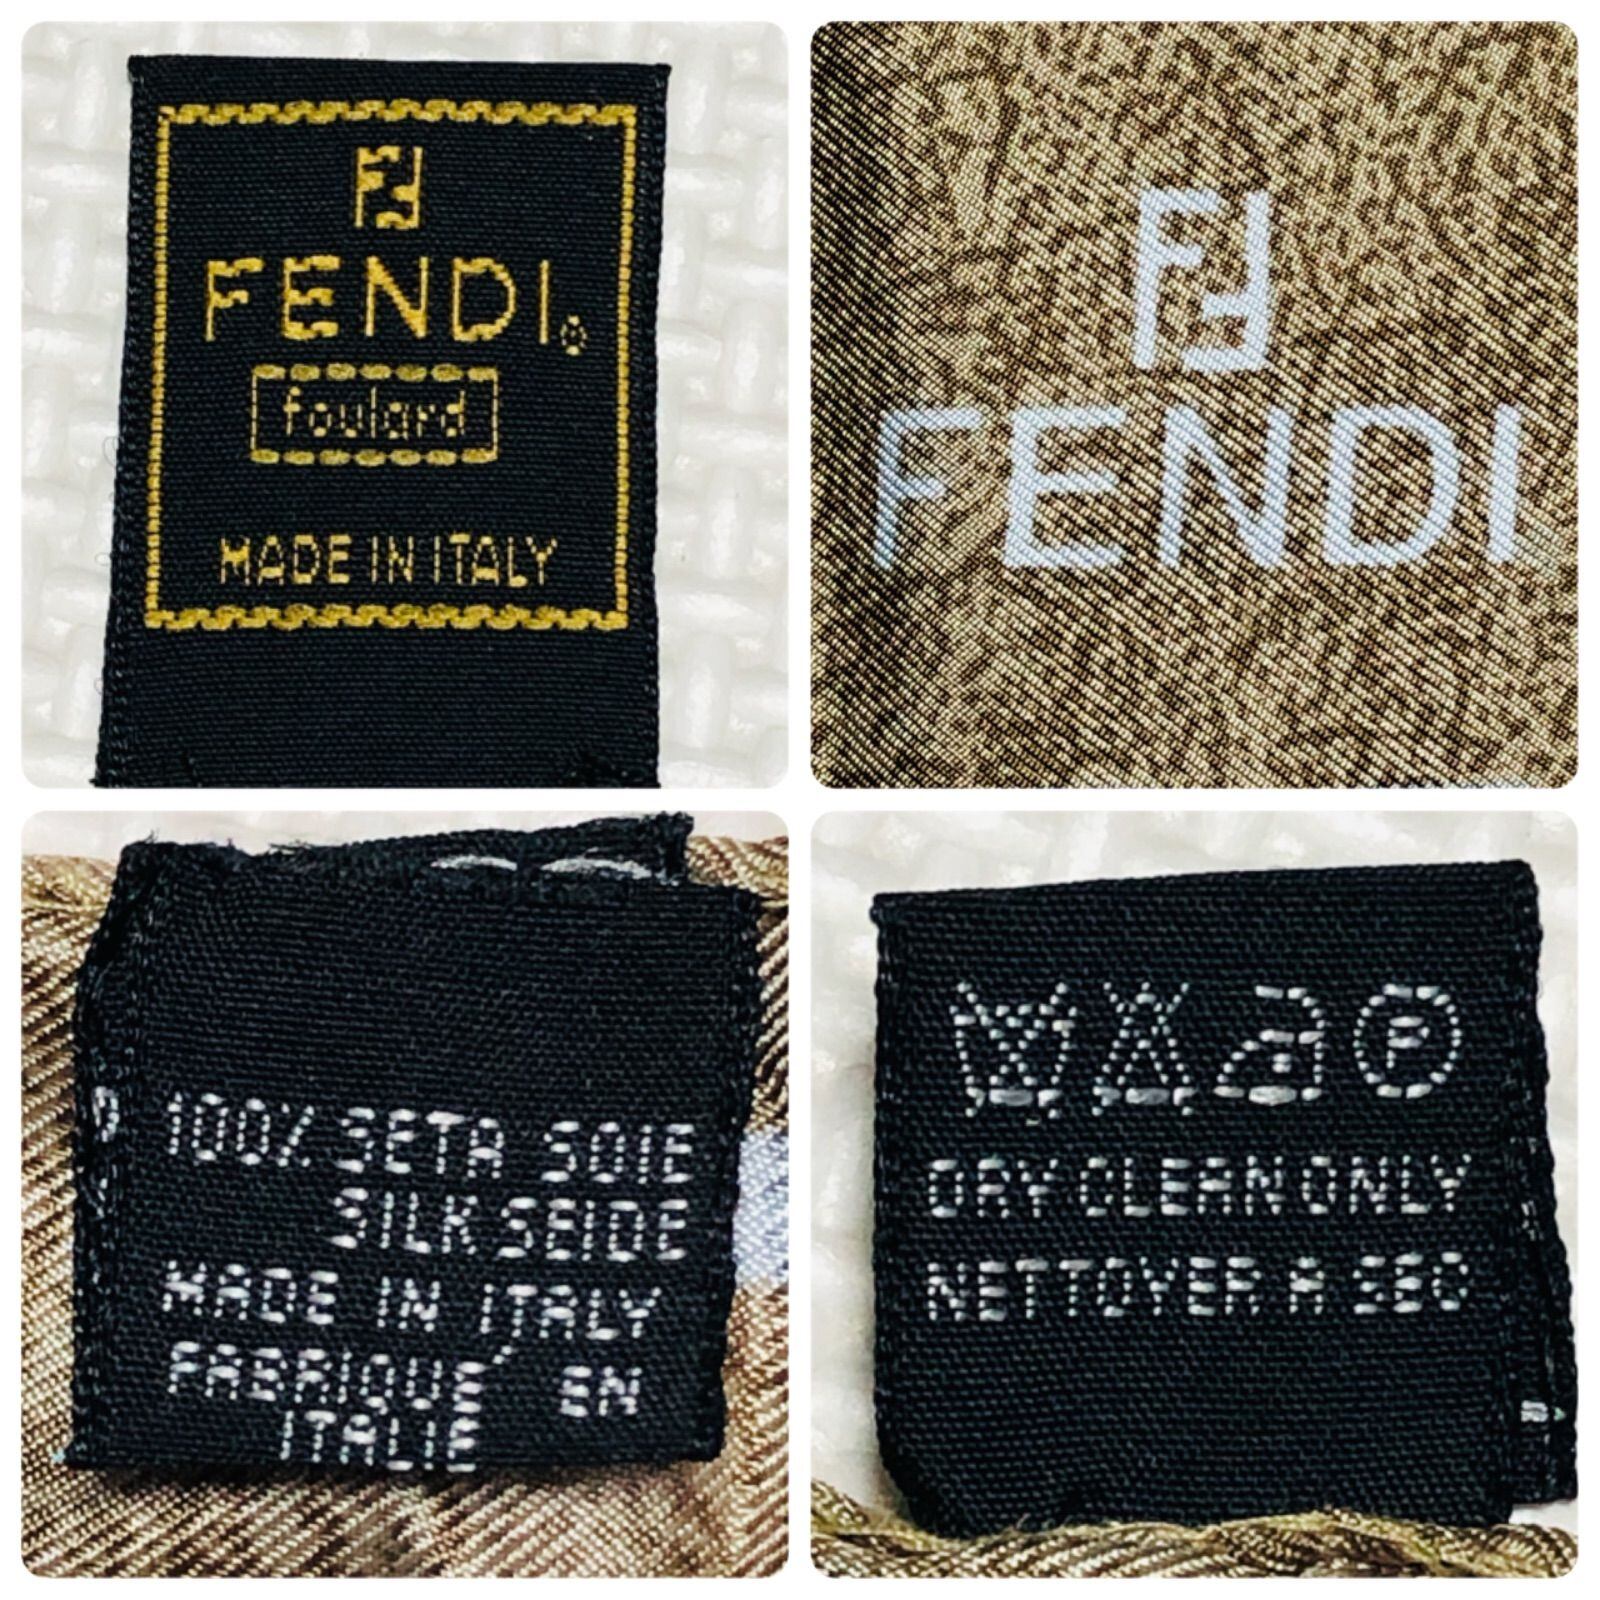 FF
FENDI®
foulard
MADE IN ITALY
FF
FENDI
100% SETA SOIE
SILK SEIDE
MADE IN ITALY
FABRIQUÉ EN
ITALIE
P
DRY CLEAN ONLY
NETTOYER A SEC